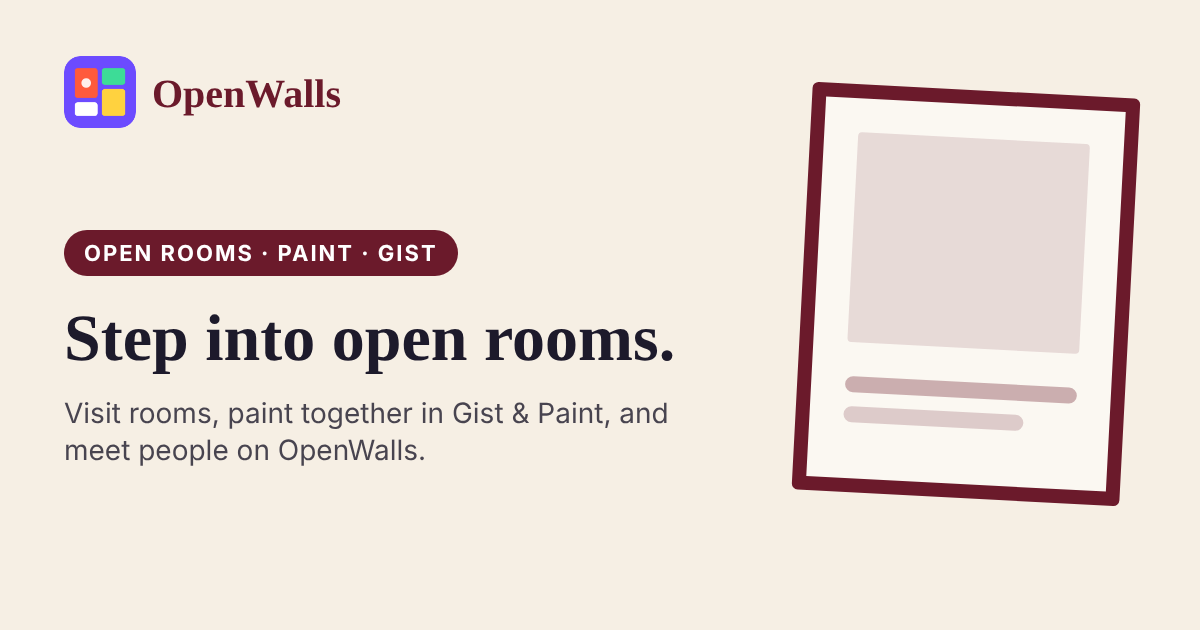 OpenWalls
OPEN ROOMS · PAINT · GIST
Step into open rooms.
Visit rooms, paint together in Gist & Paint, and
meet people on OpenWalls.